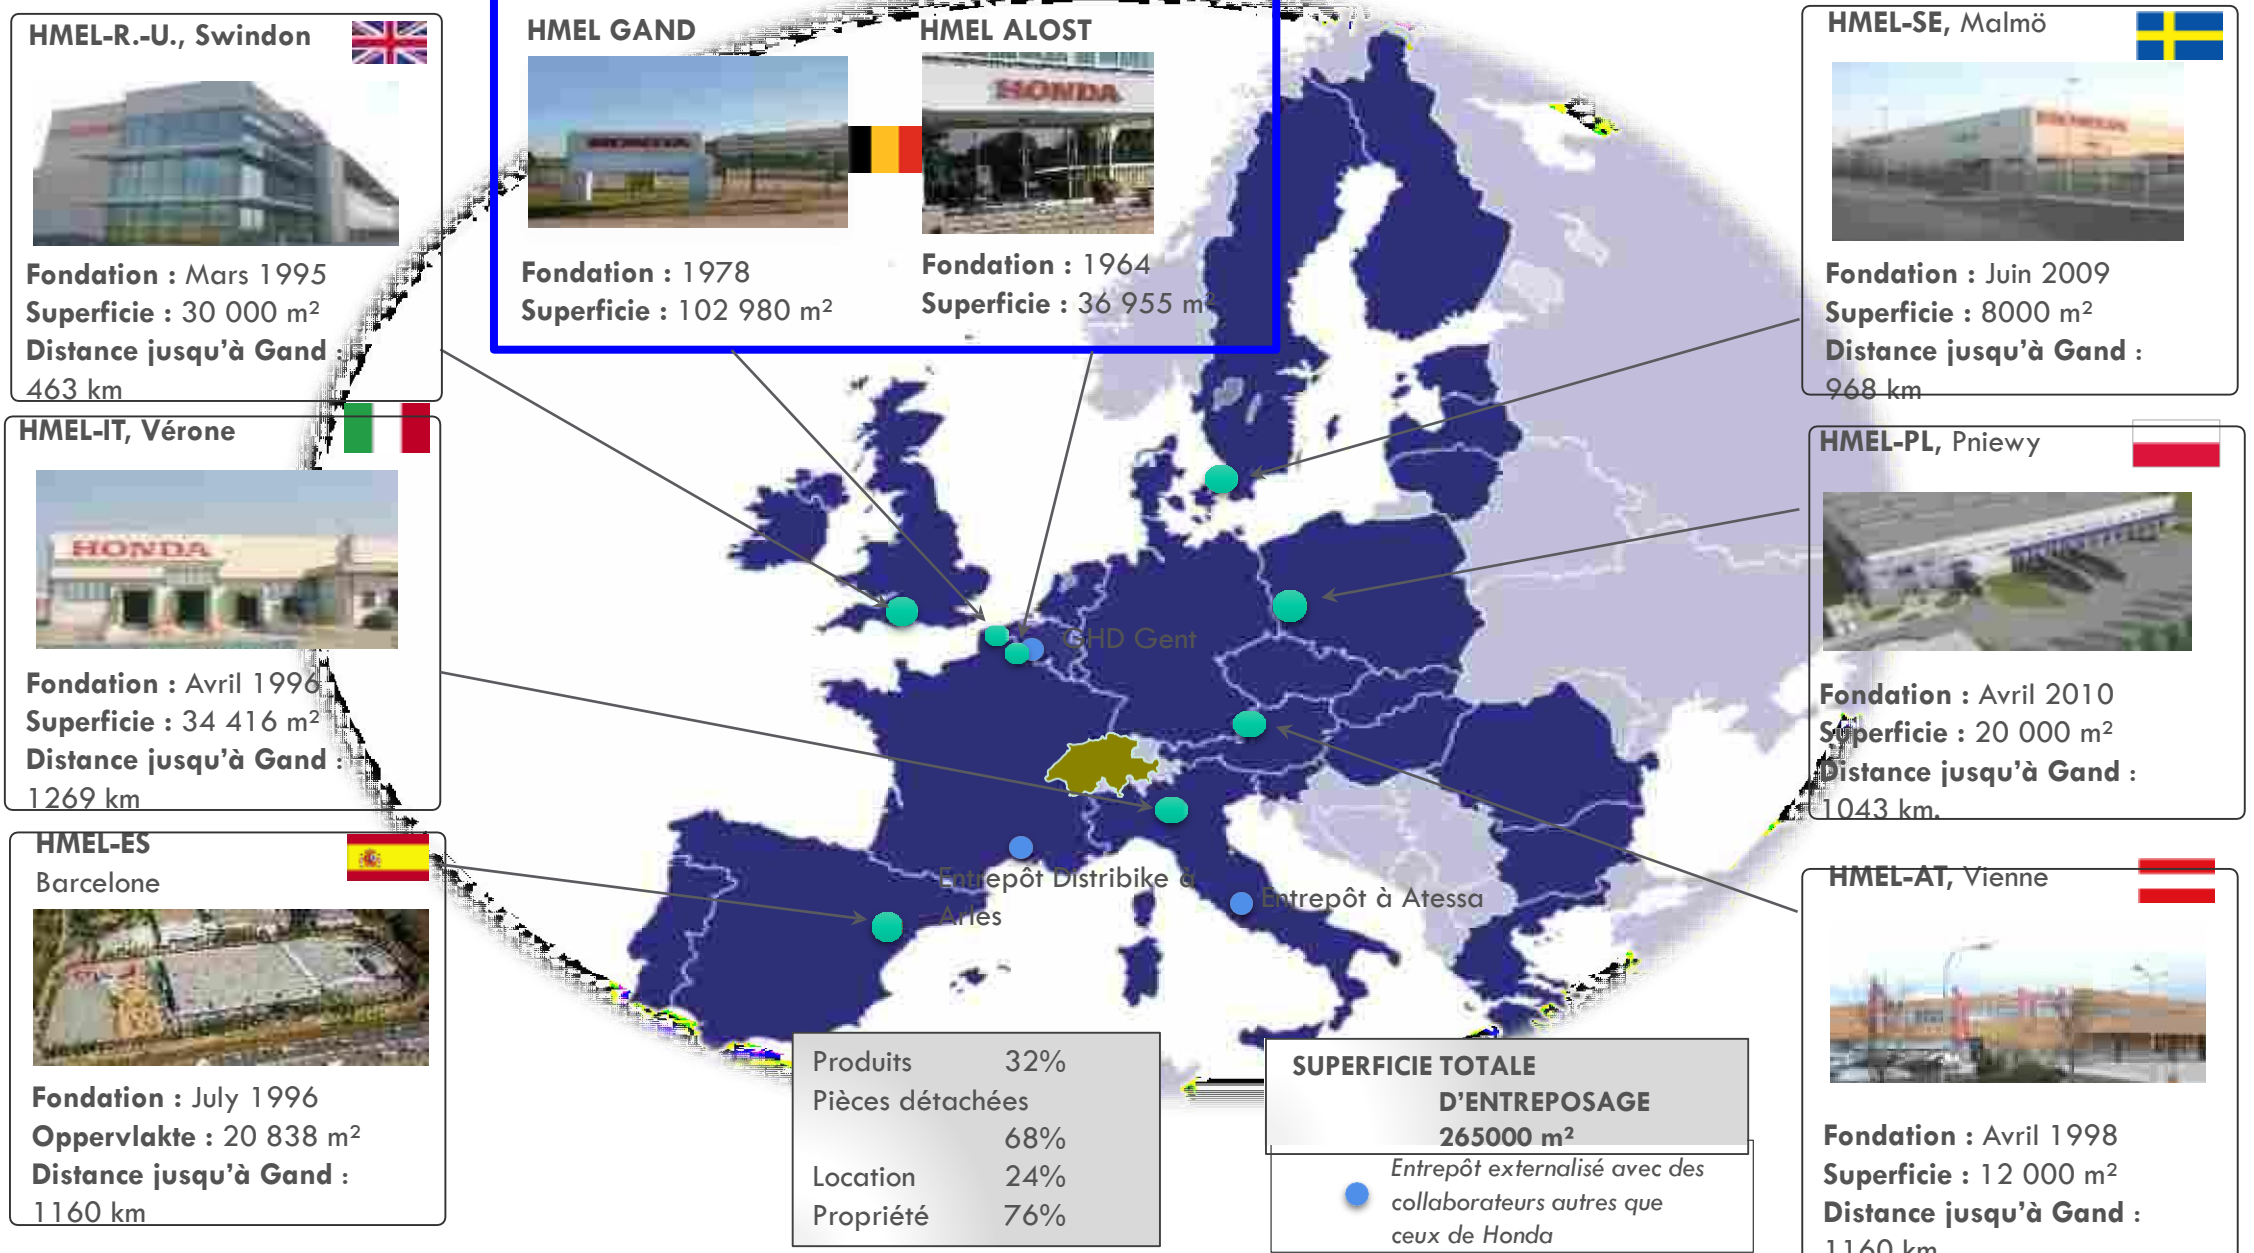 HMEL-R.-U., Swindon
Fondation : Mars 1995
Superficie : 30 000 m²
Distance jusqu'à Gand :
463 km
HMEL GAND
HONDA
Fondation : 1978
Superficie : 102 980 m²
HMEL ALOST
HONDA
Fondation : 1964
Superficie : 36 955 m²
HMEL-SE, Malmö
HONDA
Fondation : Juin 2009
Superficie : 8000 m²
Distance jusqu'à Gand :
968 km
HMEL-IT, Vérone
HONDA
Fondation : Avril 1996
Superficie : 34 416 m²
Distance jusqu'à Gand :
1269 km
HMEL-PL, Pniewy
Fondation : Avril 2010
Superficie : 20 000 m²
Distance jusqu'à Gand :
1043 km.
HMEL-ES
Barcelone
Fondation : July 1996
Oppervlakte : 20 838 m²
Distance jusqu'à Gand :
1160 km
HMEL-AT, Vienne
Fondation : Avril 1998
Superficie : 12 000 m²
Distance jusqu'à Gand :
1160 km
GHD Gent
Entrepôt Distribike à
Arles
Entrepôt à Atessa
Produits 32%
Pièces détachées
68%
Location 24%
Propriété 76%
SUPERFICIE TOTALE
D'ENTREPOSAGE
265000 m²
Entrepôt externalisé avec des
collaborateurs autres que
ceux de Honda